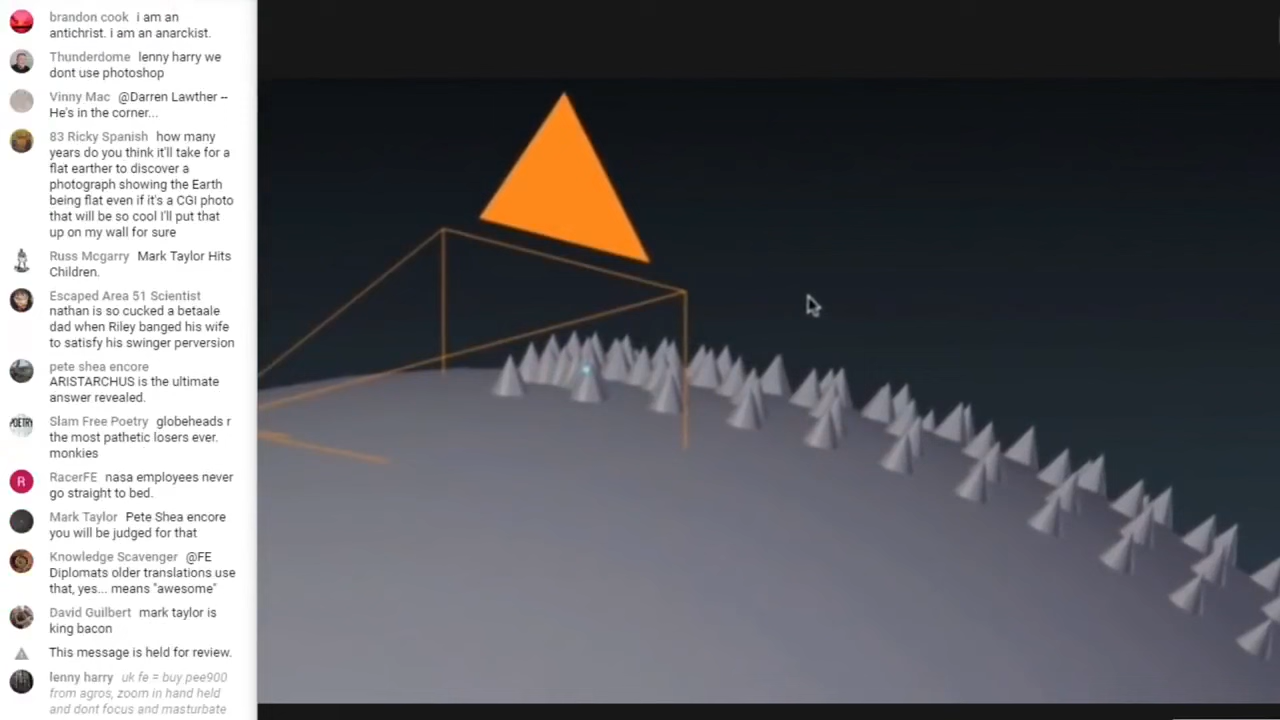 brandon cook i am an
antichrist. i am an anarckist.
Thunderdome lenny harry we
dont use photoshop
Vinny Mac @Darren Lawther --
He's in the corner...
83 Ricky Spanish how many
years do you think it'll take for a
flat earther to discover a
photograph showing the Earth
being flat even if it's a CGI photo
that will be so cool I'll put that
up on my wall for sure
Russ Mcgarry Mark Taylor Hits
Children.
Escaped Area 51 Scientist
nathan is so cucked a betaale
dad when Riley banged his wife
to satisfy his swinger perversion
pete shea encore
ARISTARCHUS is the ultimate
answer revealed.
POETRY
Slam Free Poetry globeheads r
the most pathetic losers ever.
monkies
R
RacerFE nasa employees never
go straight to bed.
Mark Taylor Pete Shea encore
you will be judged for that
Knowledge Scavenger @FE
Diplomats older translations use
that, yes... means "awesome"
David Guilbert mark taylor is
king bacon
This message is held for review.
lenny harry uk fe = buy pee900
from agros, zoom in hand held
and dont focus and masturbate